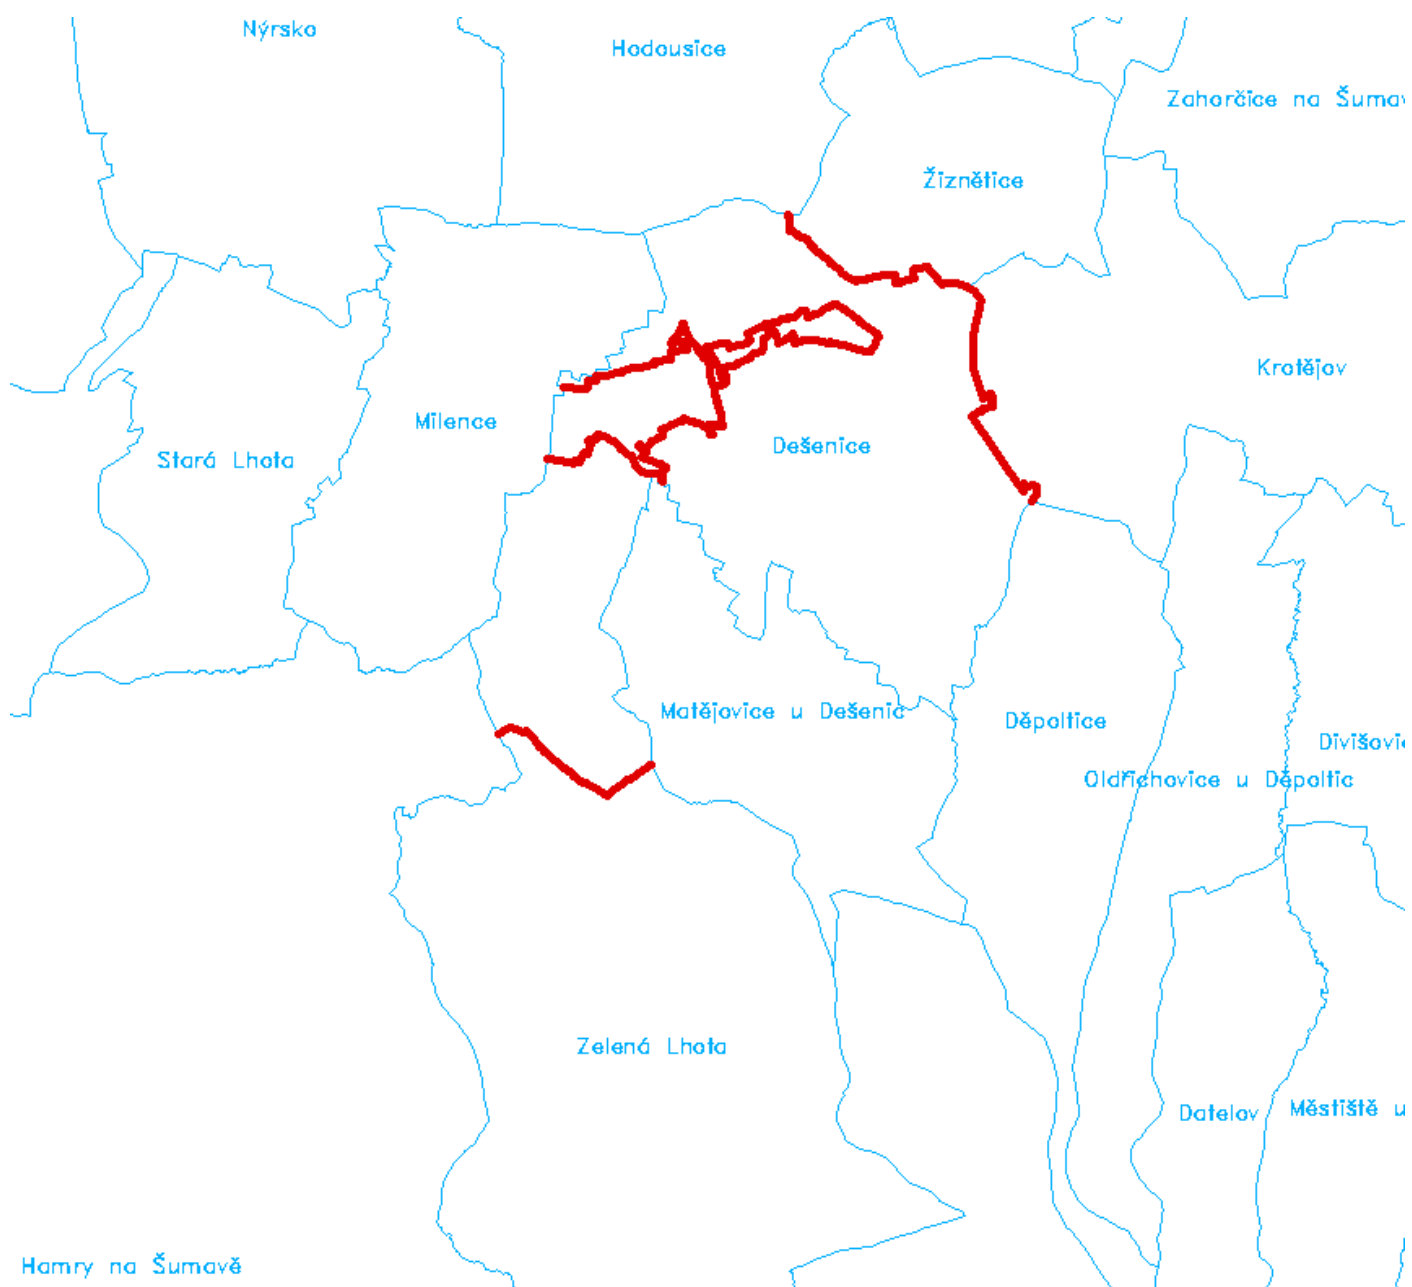 Nýrsko
Hodousice
Zahorčice na Šumav
Žiznětice
Krotějov
Milence
Dešenice
Stará Lhota
Matějovice u Dešenic
Děpoltice
Divišovic
Oldřichovice u Děpoltic
Zelená Lhota
Datelov
Městiště u
Hamry na Šumavě